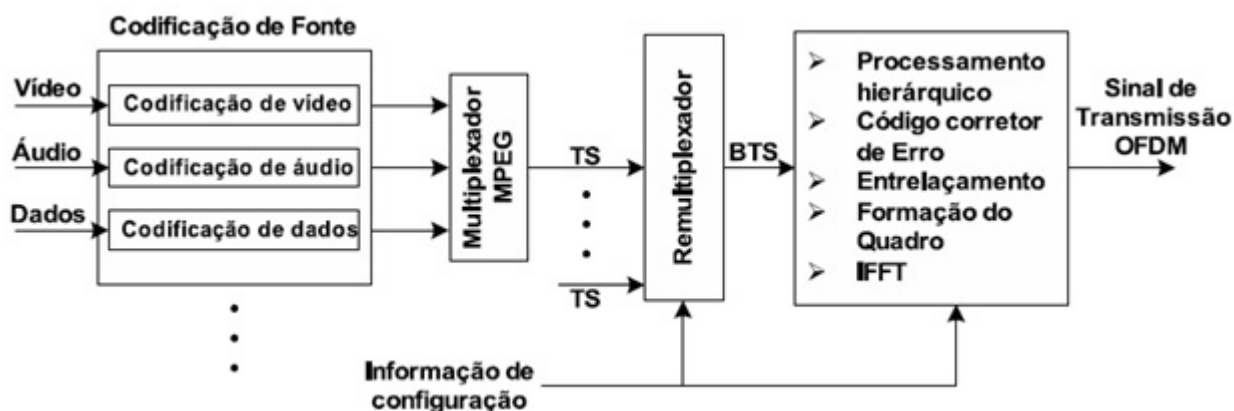 Codificação de Fonte
Vídeo
Codificação de vídeo
Áudio
Codificação de áudio
Dados
Codificação de dados
Multiplexador
MPEG
TS
TS
Remultiplexador
BTS
Processamento
hierárquico
Código corretor
de Erro
Entrelaçamento
Formação do
Quadro
IFFT
Sinal de
Transmissão
OFDM
Informação de
configuração